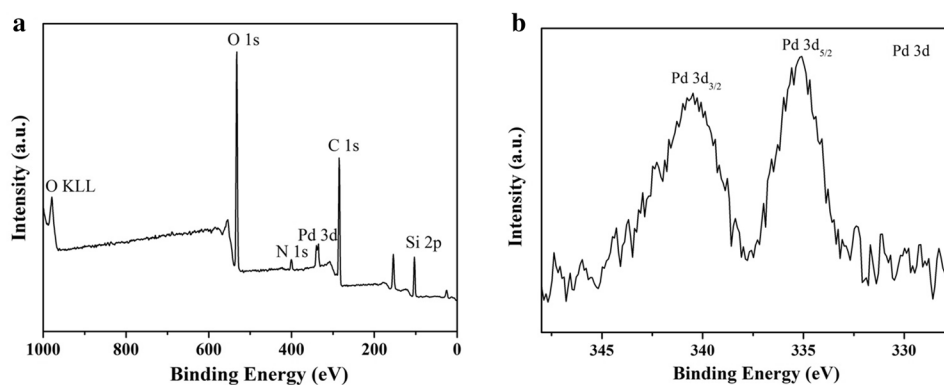 a
O 1s
C 1s
O KLL
Pd 3d
N 1s
Si 2p
Intensity (a.u.)
1000 800 600 400 200 0
Binding Energy (eV)
b
Pd 3d5/2
Pd 3d
Pd 3d3/2
Intensity (a.u.)
345 340 335 330
Binding Energy (eV)